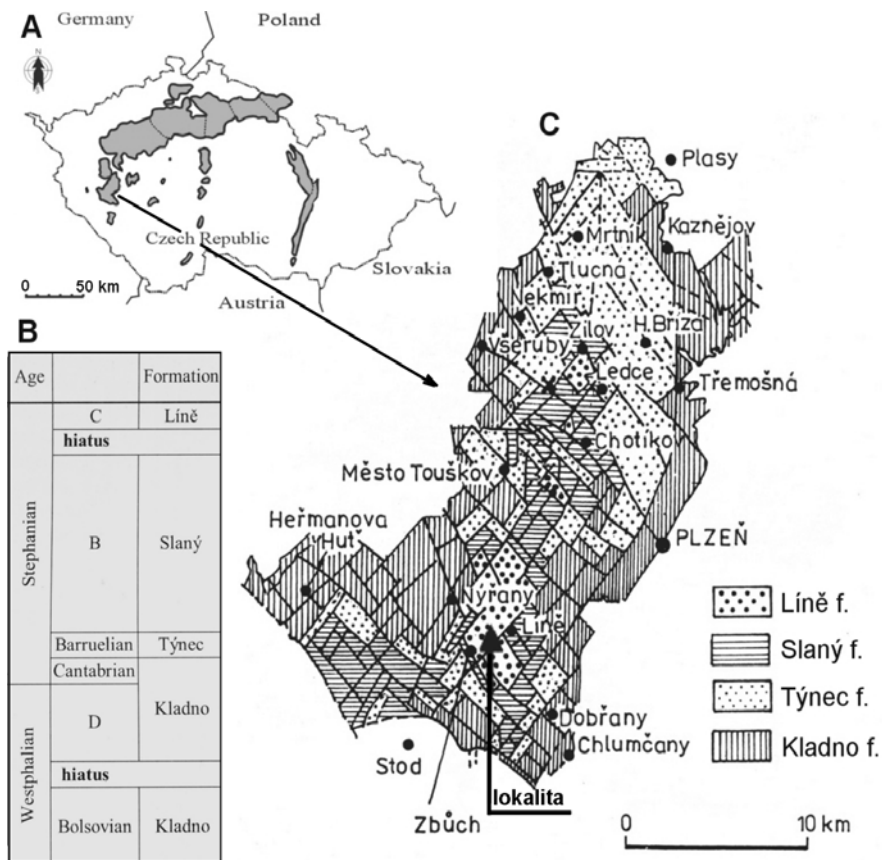 A
Germany
Poland
N
Czech Republic
Slovakia
Austria
0 50 km
B
Age Formation
Stephanian
C Líně
hiatus
B Slaný
Barruelian Týnec
Cantabrian
Kladno
Westphalian
D
hiatus
Bolsovian Kladno
C
Plasy
Kaznějov
Mrtník
Tlucná
Nekmíř
Všeruby
Žilov
H.Bříza
Ledce
Třemošná
Chotíkov
Město Touškov
Heřmanova
Huť
PLZEŇ
Nýřany
Líně
Dobřany
Chlumčany
Stod
lokalita
Zbůch
Líně f.
Slaný f.
Týnec f.
Kladno f.
0 10 km